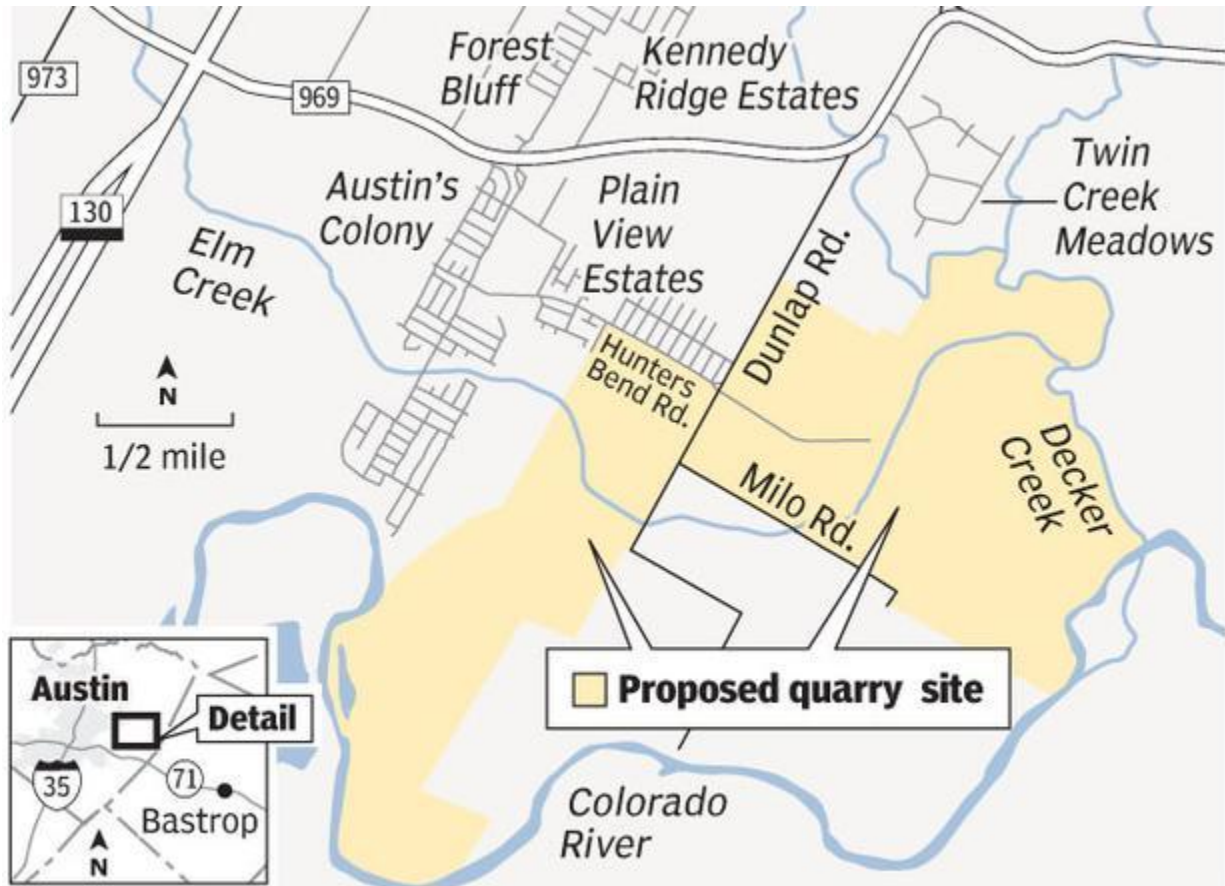 973
969
130
Forest
Bluff
Kennedy
Ridge Estates
Austin's
Colony
Plain
View
Estates
Twin
Creek
Meadows
Elm
Creek
Dunlap Rd.
Hunters
Bend Rd.
N
1/2 mile
Milo Rd.
Decker
Creek
Proposed quarry site
Colorado
River
Austin
Detail
35
71
Bastrop
N